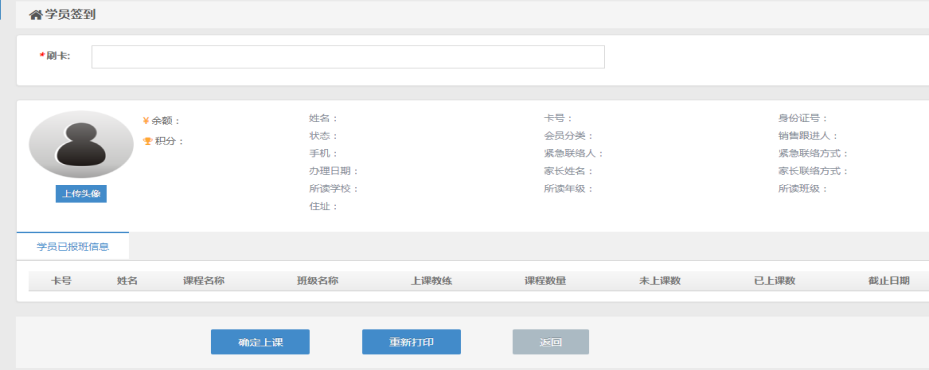 学员签到
*刷卡:
¥余额： 姓名： 卡号： 身份证号：
积分： 状态： 会员分类： 销售跟进人：
手机： 紧急联络人： 紧急联络方式：
办理日期： 家长姓名： 家长联络方式：
上传头像 所读学校： 所读年级： 所读班级：
住址：
学员已报班信息
卡号 姓名 课程名称 班级名称 上课教练 课程数量 未上课数 已上课数 截止日期
确定上课 重新打印 返回